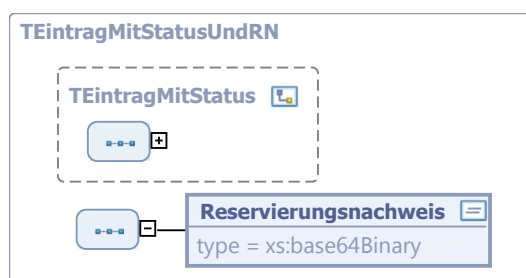 TEintragMitStatusUndRN
TEintragMitStatus
Reservierungsnachweis
type = xs:base64Binary